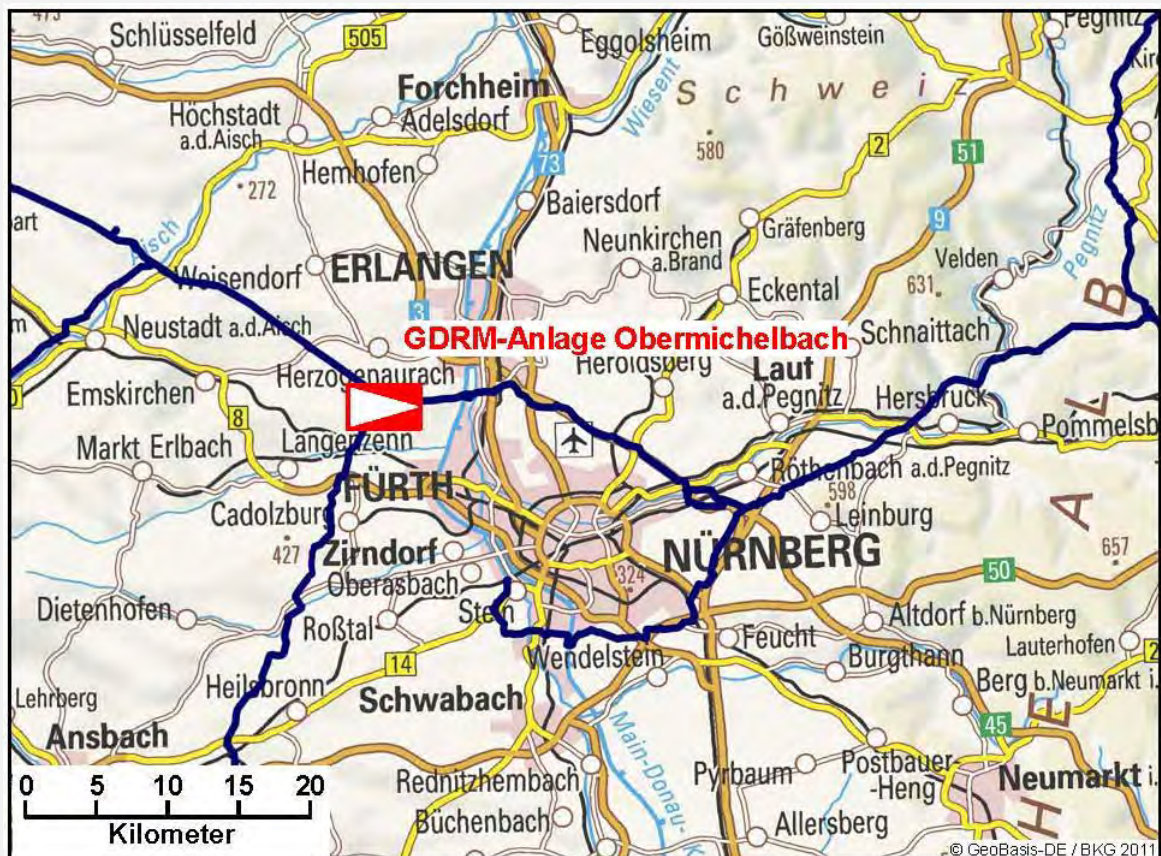 473
Schlüsselfeld
505
Eggolsheim
Gößweinstein
Pegnitz
Forchheim
Schweiz
Höchstadt
a.d.Aisch
Adelsdorf
Wiesent
2
51
Hemhofen
73
580
272
Baiersdorf
Gräfenberg
9
Neunkirchen
a.Brand
Velden
Pegnitz
Aisch
Weisendorf
ERLANGEN
Eckental
631
3
Neustadt a.d.Aisch
GDRM-Anlage Obermichelbach
Schnaittach
Herzogenaurach
Heroldsberg
Lauf
a.d.Pegnitz
Emskirchen
8
Hersbruck
Markt Erlbach
Langenzenn
Röthenbach a.d.Pegnitz
FÜRTH
598
Cadolzburg
Leinburg
427
Zirndorf
NÜRNBERG
657
Oberasbach
324
50
Dietenhofen
Stein
Altdorf b.Nürnberg
Roßtal
Feucht
Lauterhofen
14
Wendelstein
Burgthann
2
Lehrberg
Heilsbronn
Schwabach
Berg b.Neumarkt i.
Ansbach
45
Main-Donau-K
Postbauer-
-Heng
0 5 10 15 20
Kilometer
Rednitzhembach
Pyrbaum
Neumarkt i.
Büchenbach
Allersberg
© GeoBasis-DE / BKG 2011